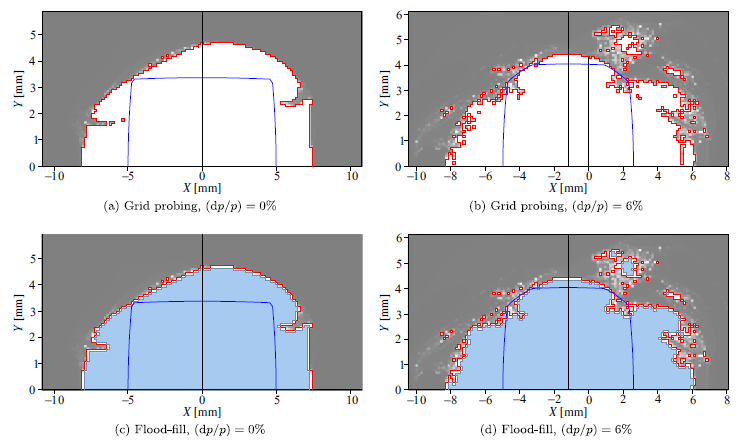 5
4
3
2
1
0
Y [mm]
−10 −5 0 5 10
X [mm]
(a) Grid probing, (dp/p) = 0%
6
5
4
3
2
1
0
Y [mm]
−10 −8 −6 −4 −2 0 2 4 6 8
X [mm]
(b) Grid probing, (dp/p) = 6%
5
4
3
2
1
0
Y [mm]
−10 −5 0 5 10
X [mm]
(c) Flood-fill, (dp/p) = 0%
6
5
4
3
2
1
0
Y [mm]
−10 −8 −6 −4 −2 0 2 4 6 8
X [mm]
(d) Flood-fill, (dp/p) = 6%